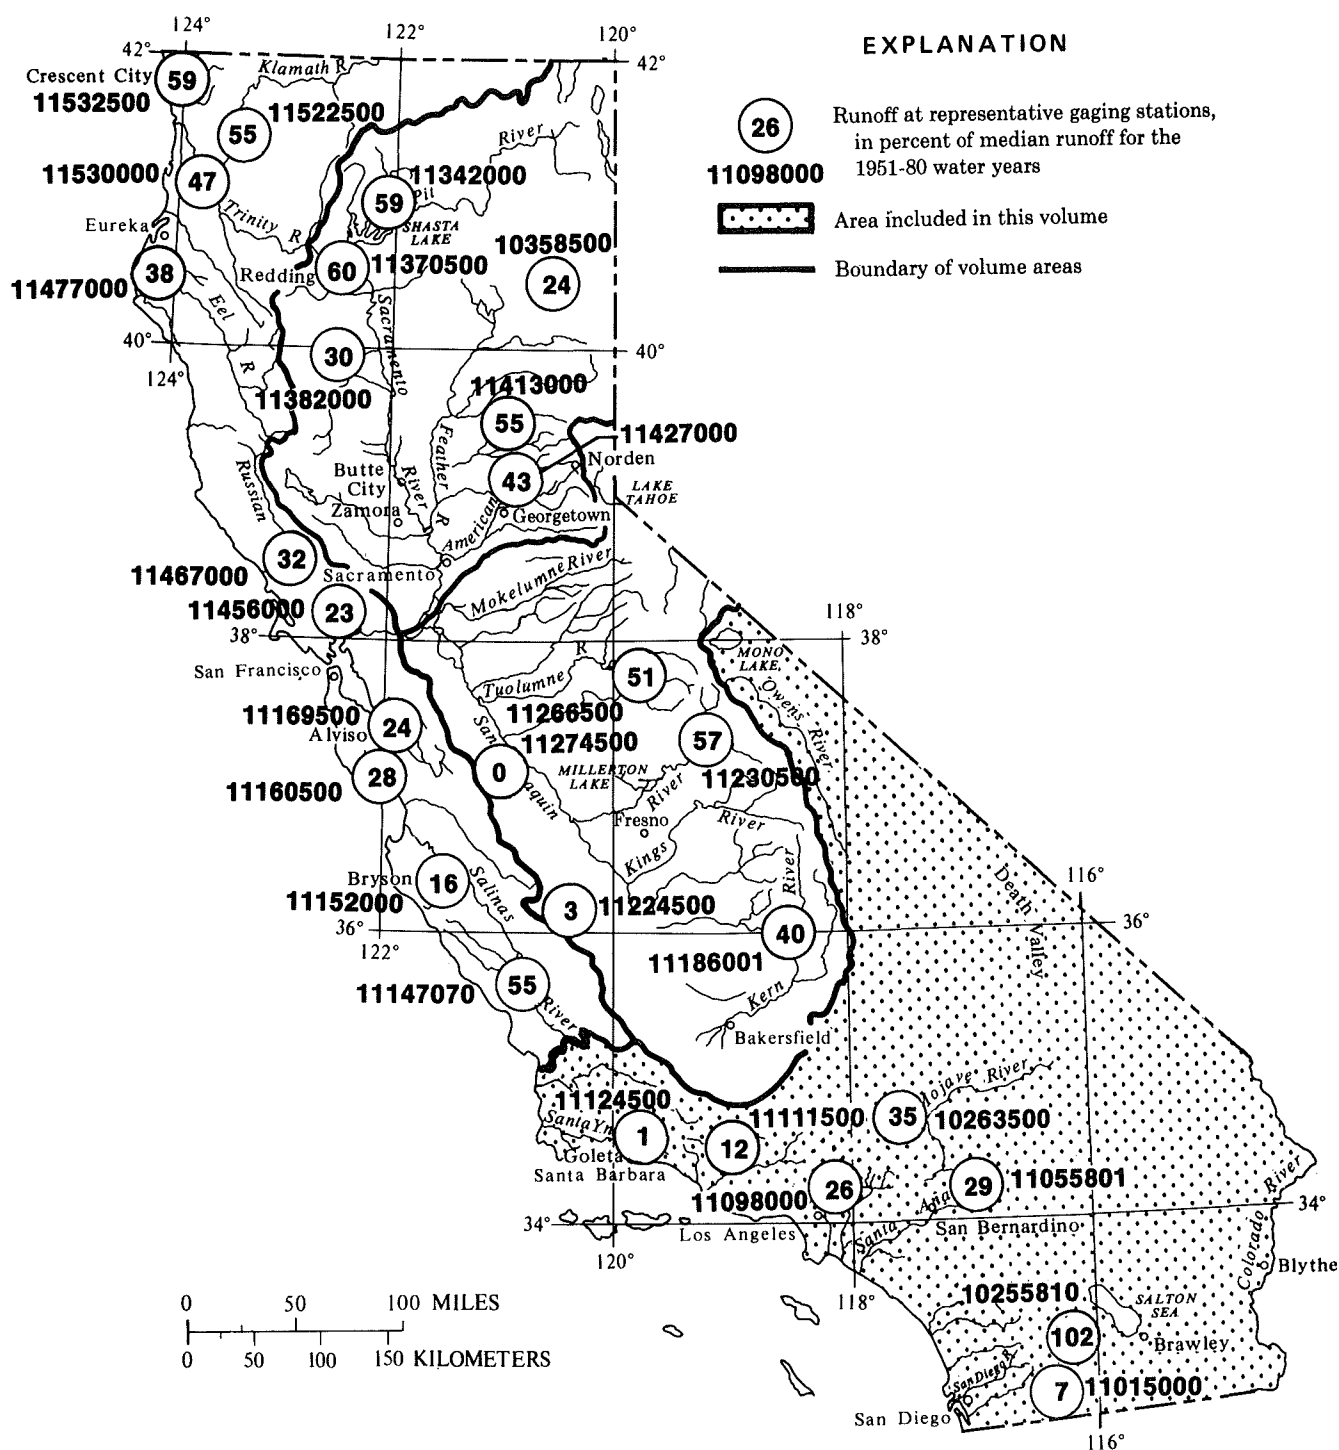 124°
122°
120°
EXPLANATION
42°
42°
Crescent City
59
11532500
Klamath R
11522500
55
26
11098000
Runoff at representative gaging stations,
in percent of median runoff for the
1951-80 water years
Area included in this volume
Boundary of volume areas
River
11530000
47
11342000
59
Pit
Trinity
R
SHASTA
LAKE
Eureka
10358500
38
11477000
Redding
60
11370500
24
Eel
R
Sacramento
40°
40°
124°
30
11382000
11413000
55
11427000
43
Norden
LAKE
TAHOE
Feather
R
Butte
City
River
Zamora
Georgetown
American
Russian
32
11467000
Sacramento
11456000
23
Mokelumne River
118°
38°
38°
MONO
LAKE
San Francisco
R
51
Tuolumne
11266500
Owens River
11169500
24
Alviso
San
11274500
57
0
MILLERTON
LAKE
11230500
28
11160500
River
Fresno
River
Kings
River
Bryson
16
Salinas
11152000
3
11224500
Death
Valley
116°
36°
36°
122°
40
11186001
55
11147070
River
Kern
Bakersfield
11124500
Santa Yn
1
Goleta
Santa Barbara
11111500
12
35
Mojave River
10263500
11098000
26
29
11055801
Santa Ana
San Bernardino
34°
34°
Los Angeles
120°
118°
River
Colorado
Blythe
10255810
SALTON
SEA
102
Brawley
San Diego R
7
11015000
San Diego
116°
0 50 100 MILES
0 50 100 150 KILOMETERS